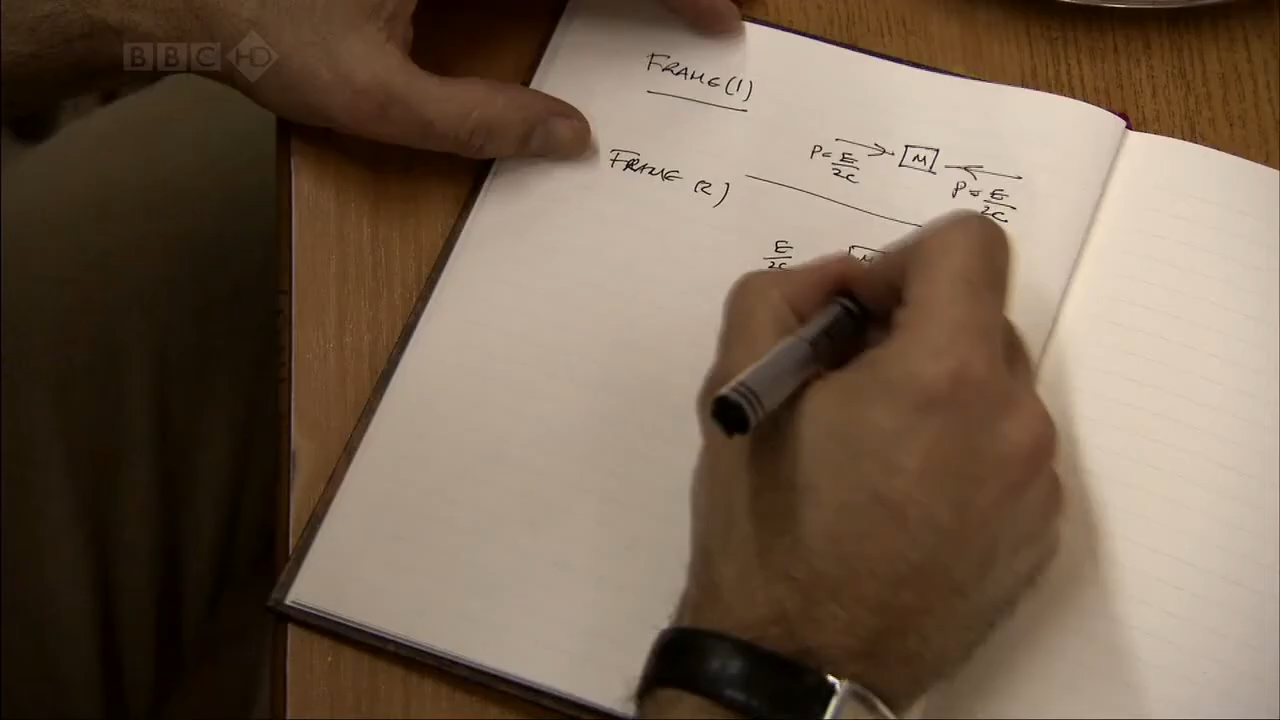 BBC HD
FRAME (1)
P = E/2C → M ← P = E/2C
FRAME (2)
E/2C M